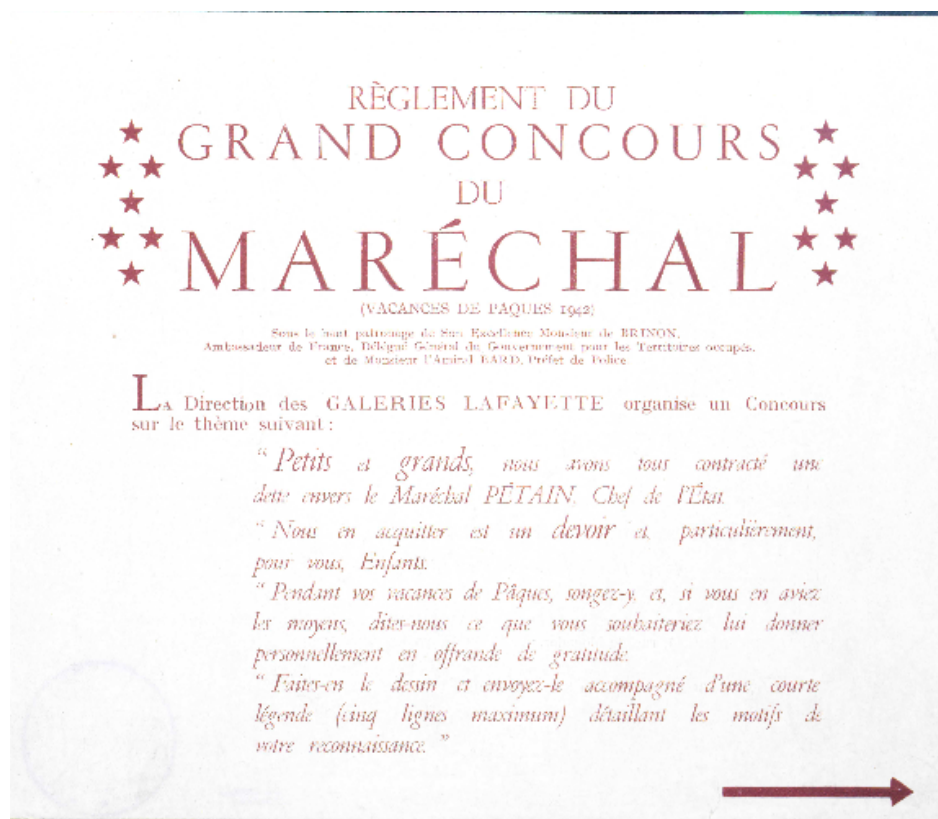 RÈGLEMENT DU
GRAND CONCOURS
DU
MARÉCHAL
(VACANCES DE PAQUES 1942)
Sous le haut patronage de Son Excellence Monsieur de BRINON,
Ambassadeur de France, Délégué Général du Gouvernement pour les Territoires occupés,
et de Monsieur l'Amiral BARD, Préfet de Police
LA Direction des GALERIES LAFAYETTE organise un Concours
sur le thème suivant :
“ Petits et grands, nous avons tous contracté une
dette envers le Maréchal PÉTAIN, Chef de l'État.
“ Nous en acquitter est un devoir et, particulièrement,
pour vous, Enfants.
“ Pendant vos vacances de Pâques, songez-y, et, si vous en aviez
les moyens, dites-nous ce que vous souhaiteriez lui donner
personnellement en offrande de gratitude.
“ Faites-en le dessin et envoyez-le accompagné d'une courte
légende (cinq lignes maximum) détaillant les motifs de
votre reconnaissance. ”